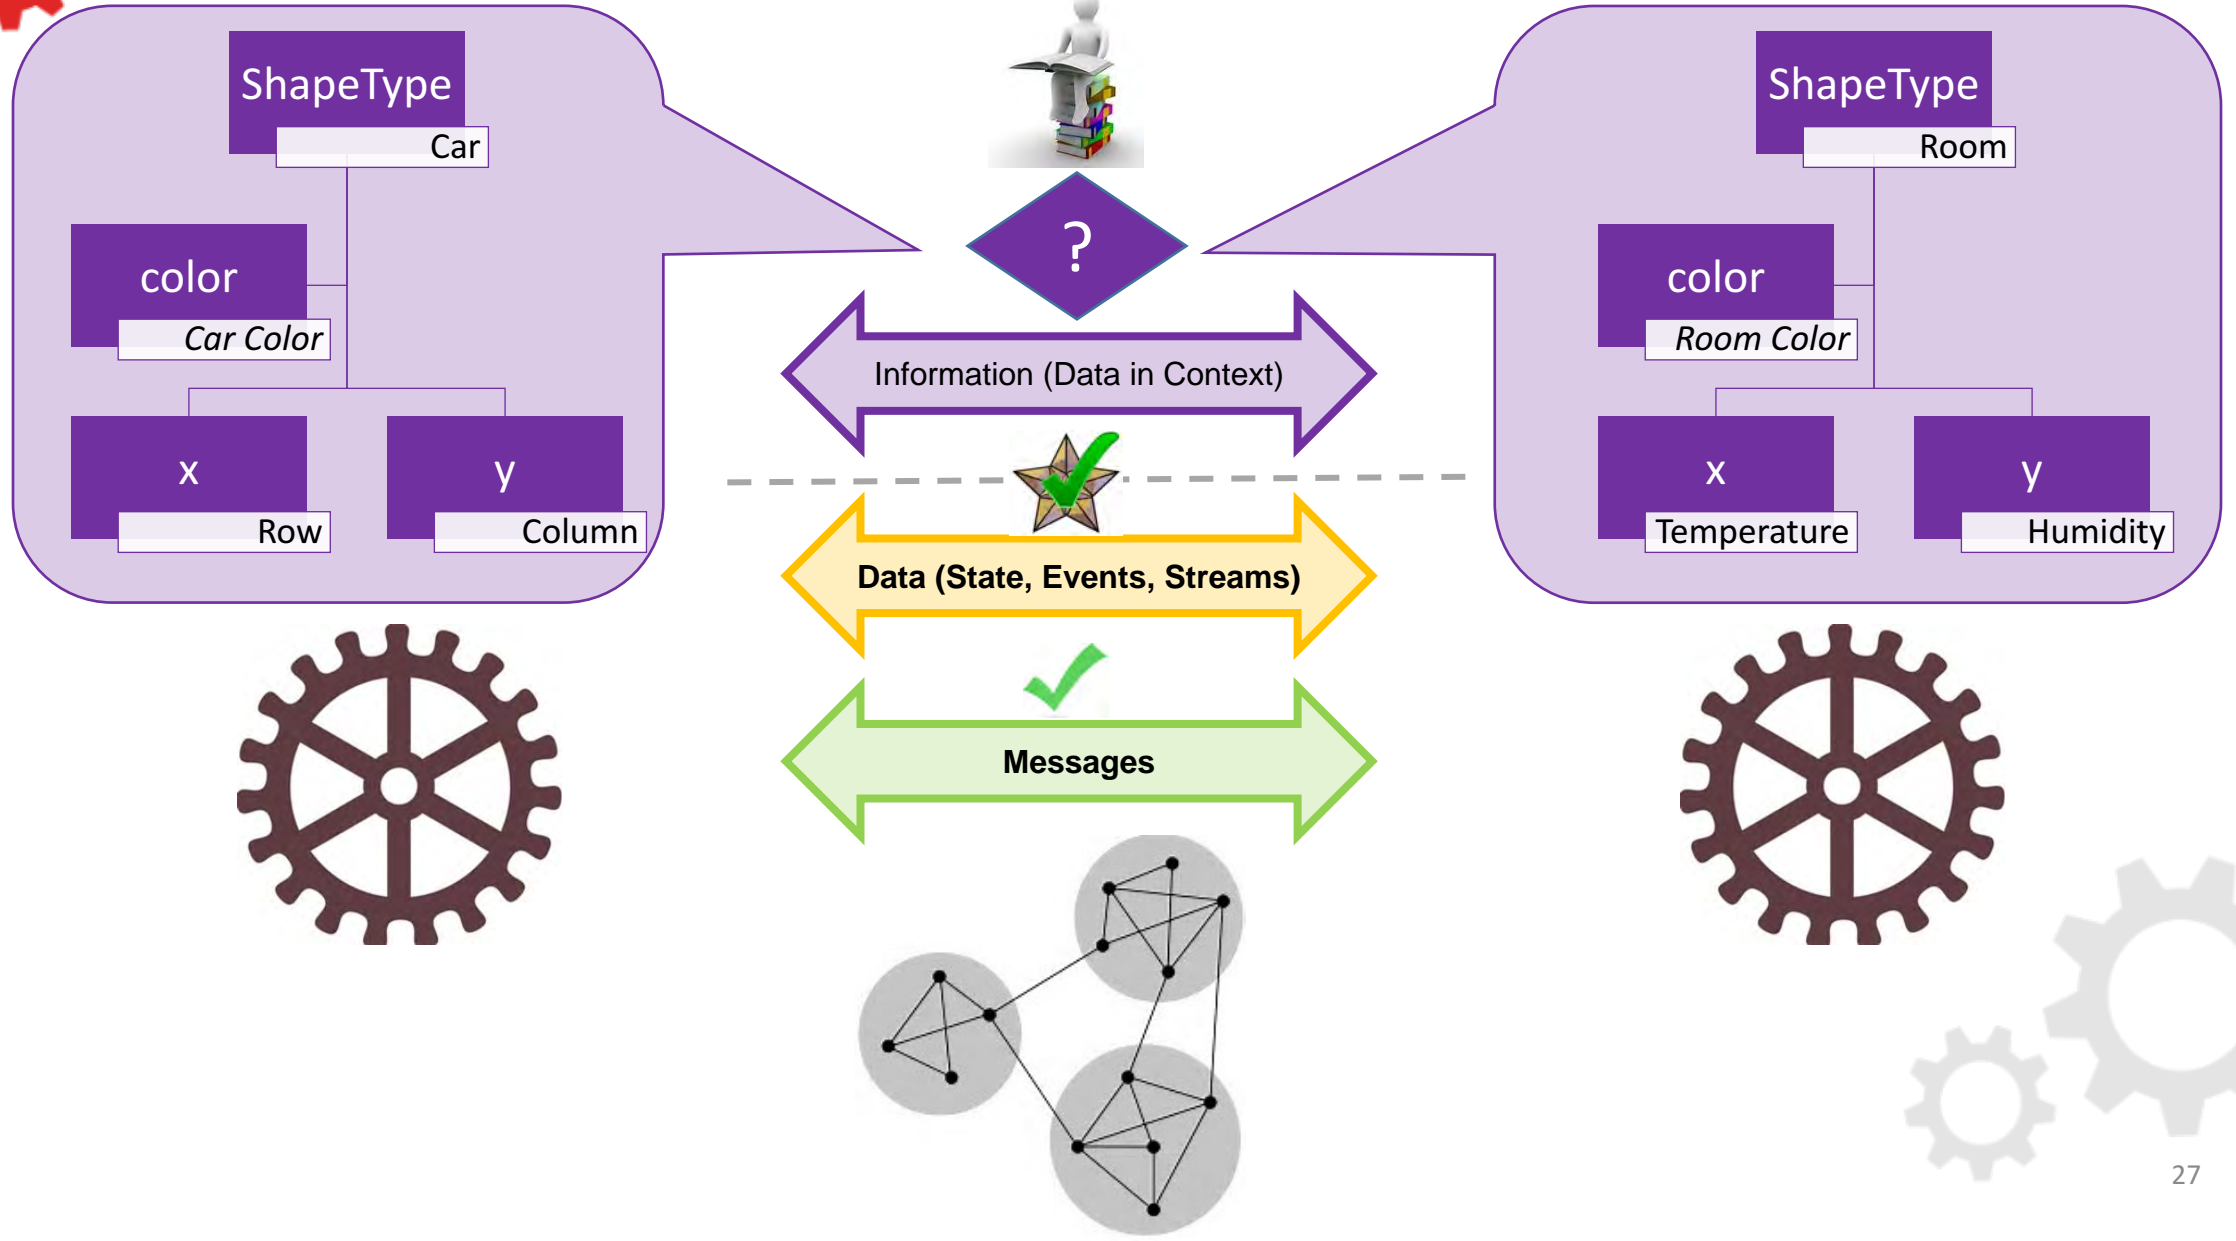 ShapeType
Car
color
Car Color
x
Row
y
Column
?
Information (Data in Context)
Data (State, Events, Streams)
Messages
ShapeType
Room
color
Room Color
x
Temperature
y
Humidity
27